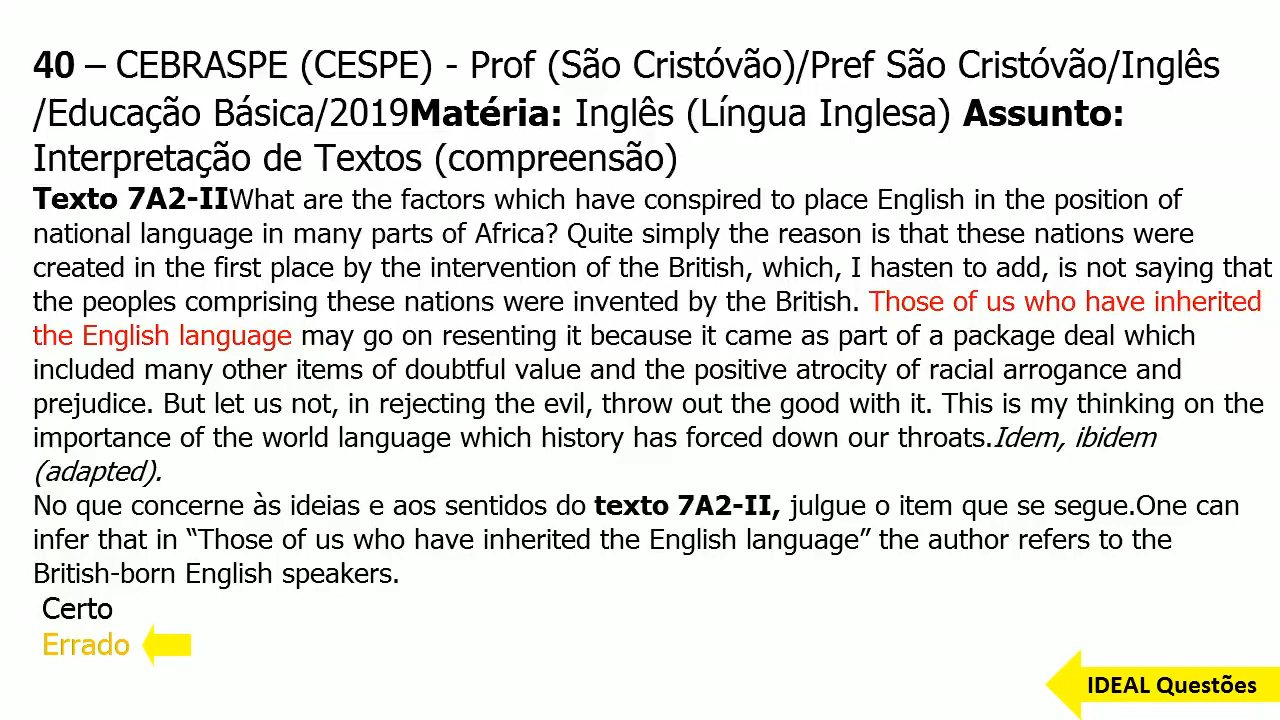 40 – CEBRASPE (CESPE) - Prof (São Cristóvão)/Pref São Cristóvão/Inglês
/Educação Básica/2019Matéria: Inglês (Língua Inglesa) Assunto:
Interpretação de Textos (compreensão)
Texto 7A2-IIWhat are the factors which have conspired to place English in the position of
national language in many parts of Africa? Quite simply the reason is that these nations were
created in the first place by the intervention of the British, which, I hasten to add, is not saying that
the peoples comprising these nations were invented by the British. Those of us who have inherited
the English language may go on resenting it because it came as part of a package deal which
included many other items of doubtful value and the positive atrocity of racial arrogance and
prejudice. But let us not, in rejecting the evil, throw out the good with it. This is my thinking on the
importance of the world language which history has forced down our throats.Idem, ibidem
(adapted).
No que concerne às ideias e aos sentidos do texto 7A2-II, julgue o item que se segue.One can
infer that in “Those of us who have inherited the English language” the author refers to the
British-born English speakers.
Certo
Errado
IDEAL Questões